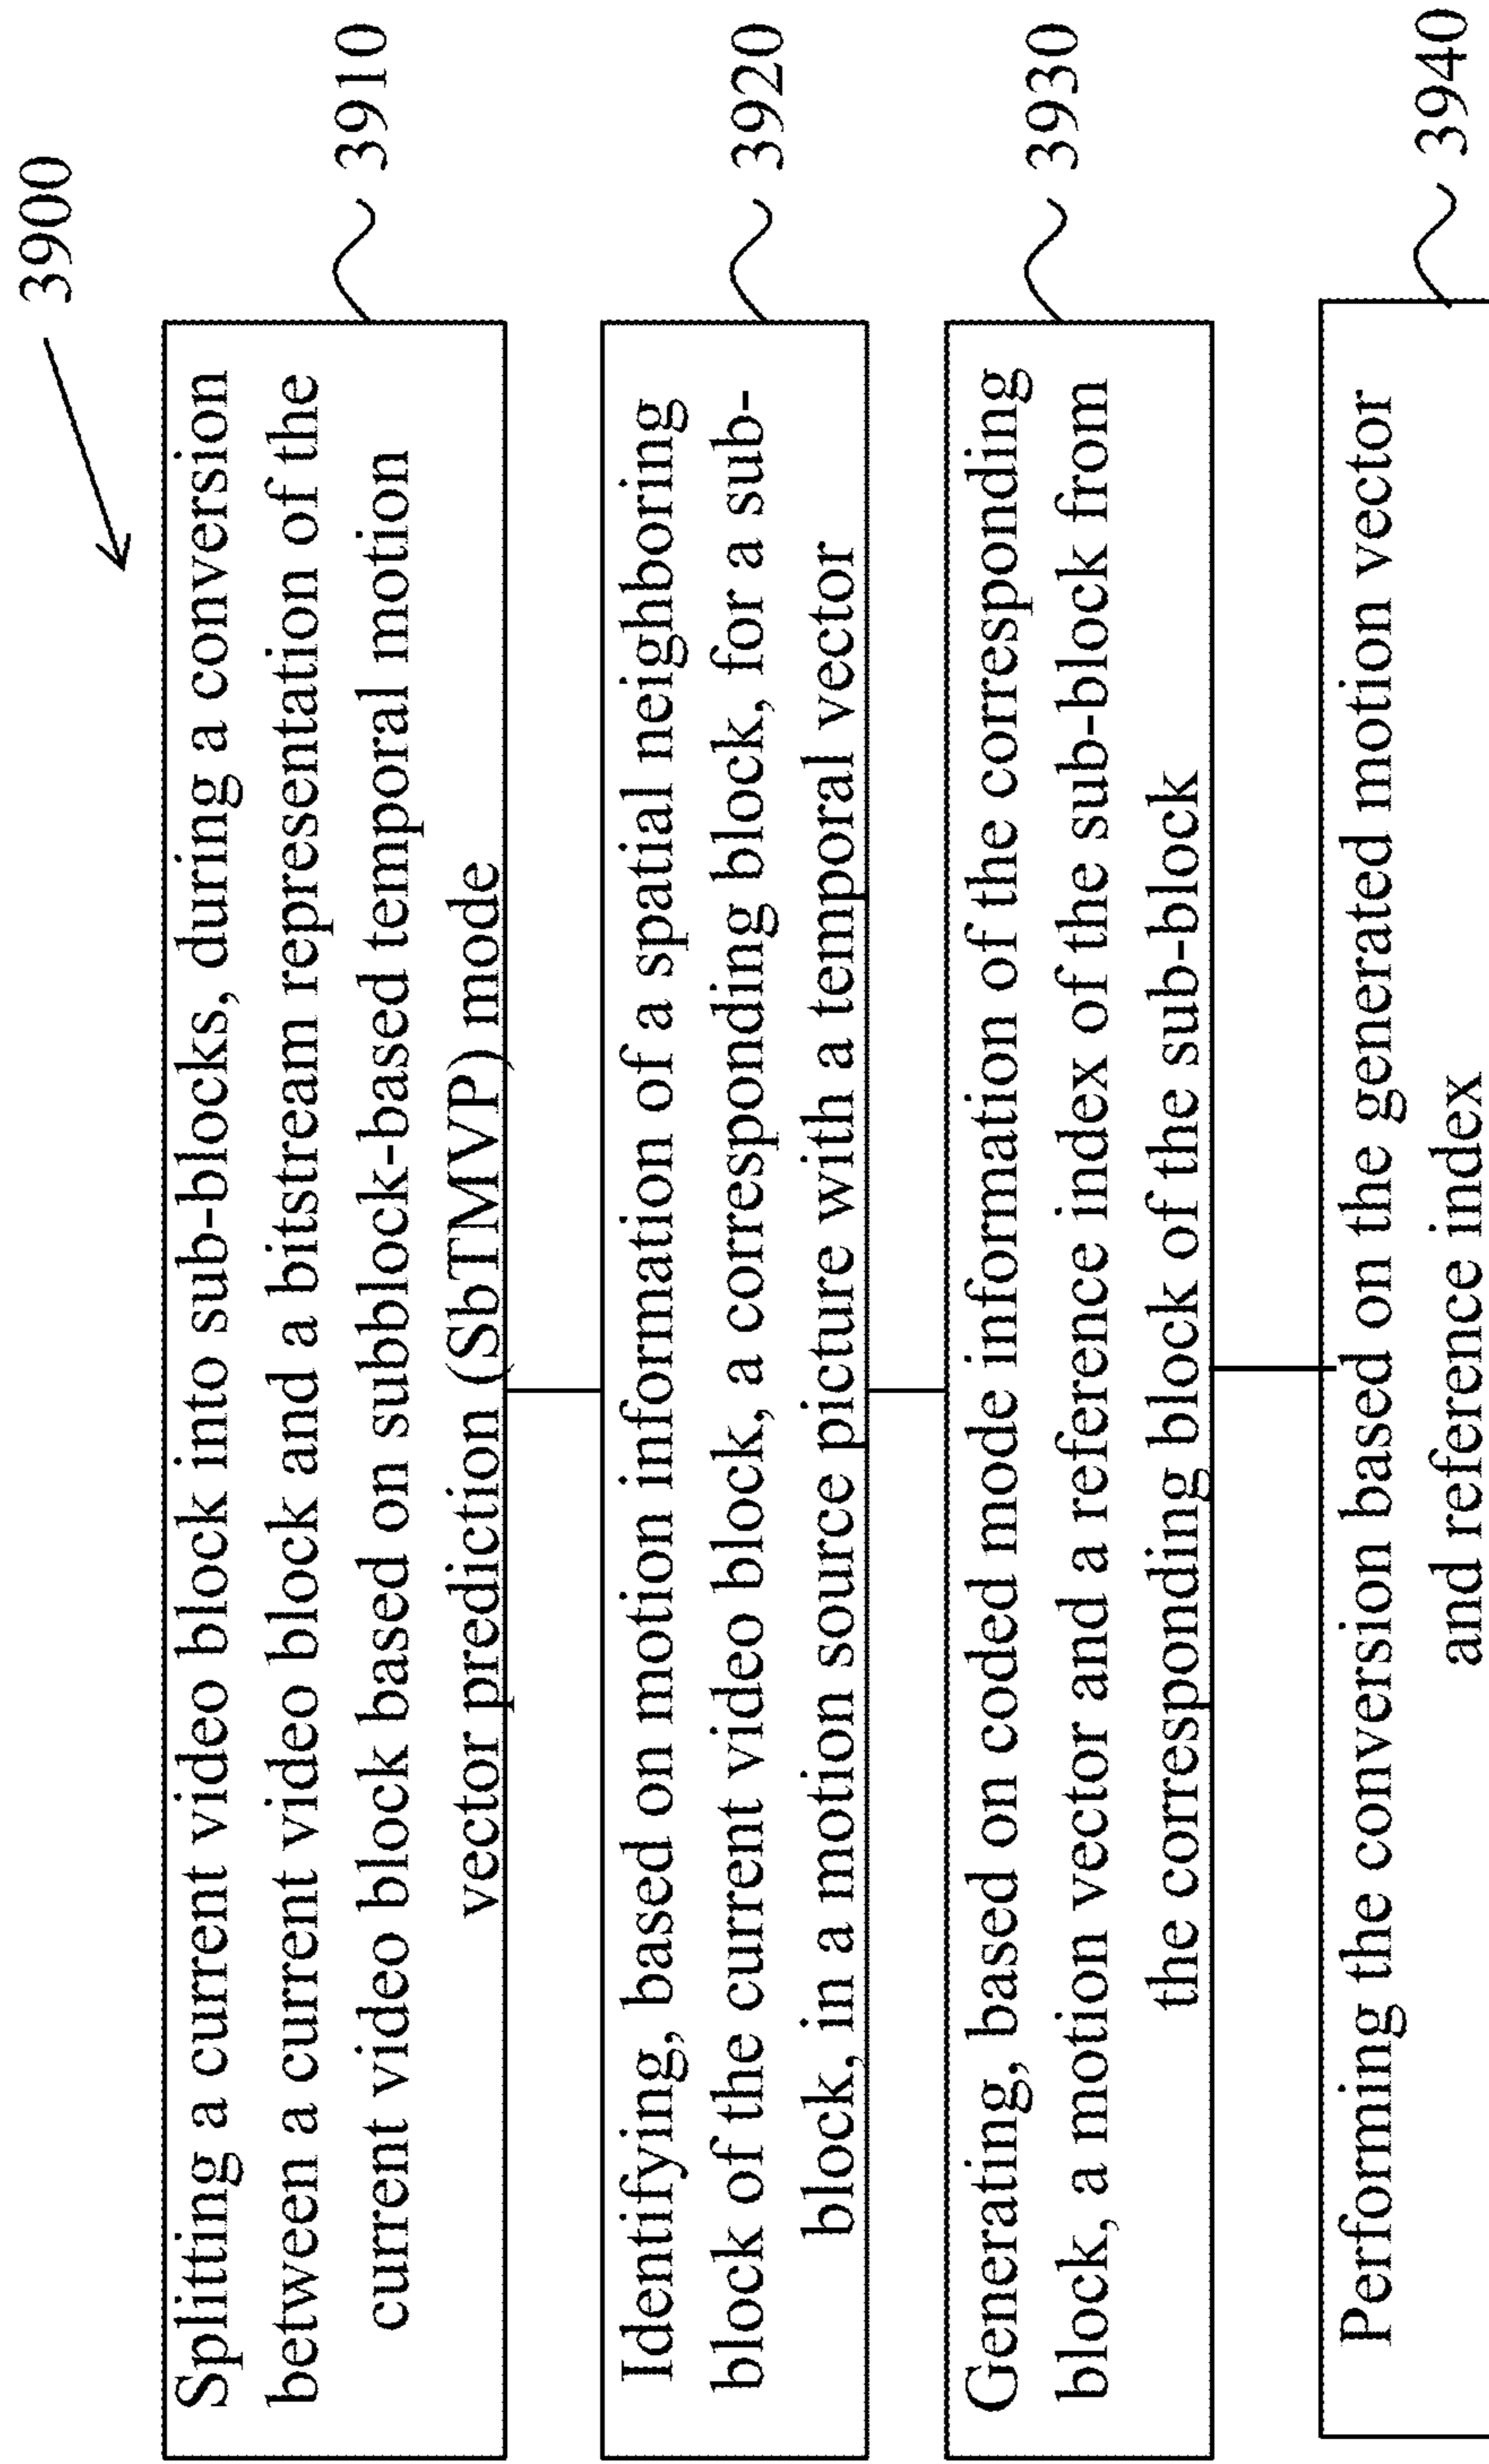 3900
Splitting a current video block into sub-blocks, during a conversion
between a current video block and a bitstream representation of the
current video block based on subblock-based temporal motion
vector prediction (SbTMVP) mode
3910
Identifying, based on motion information of a spatial neighboring
block of the current video block, a corresponding block, for a sub-
block, in a motion source picture with a temporal vector
3920
Generating, based on coded mode information of the corresponding
block, a motion vector and a reference index of the sub-block from
the corresponding block of the sub-block
3930
Performing the conversion based on the generated motion vector
and reference index
3940